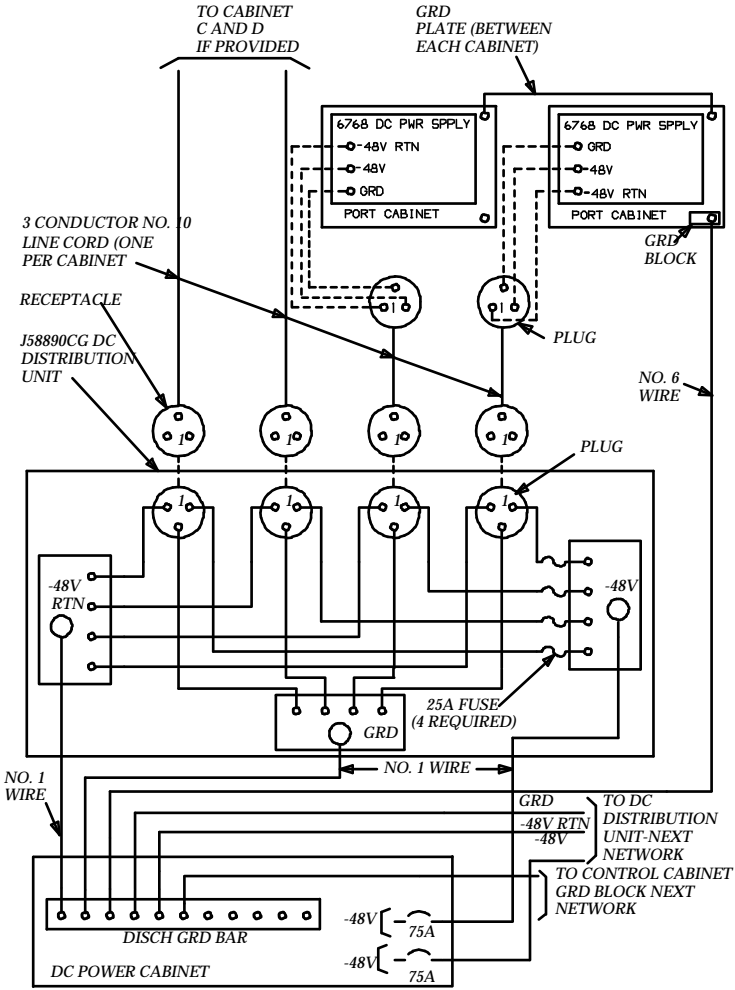 TO CABINET
C AND D
IF PROVIDED
GRD
PLATE (BETWEEN
EACH CABINET)
6768 DC PWR SPPLY
-48V RTN
-48V
GRD
PORT CABINET
6768 DC PWR SPPLY
GRD
-48V
-48V RTN
PORT CABINET
GRD
BLOCK
3 CONDUCTOR NO. 10
LINE CORD (ONE
PER CABINET
RECEPTACLE
J58890CG DC
DISTRIBUTION
UNIT
1
1
PLUG
NO. 6
WIRE
1
1
1
1
PLUG
1
1
1
1
-48V
RTN
-48V
25A FUSE
(4 REQUIRED)
GRD
NO. 1 WIRE
NO. 1
WIRE
GRD
-48V RTN
-48V
TO DC
DISTRIBUTION
UNIT-NEXT
NETWORK
TO CONTROL CABINET
GRD BLOCK NEXT
NETWORK
DISCH GRD BAR
-48V
75A
-48V
75A
DC POWER CABINET